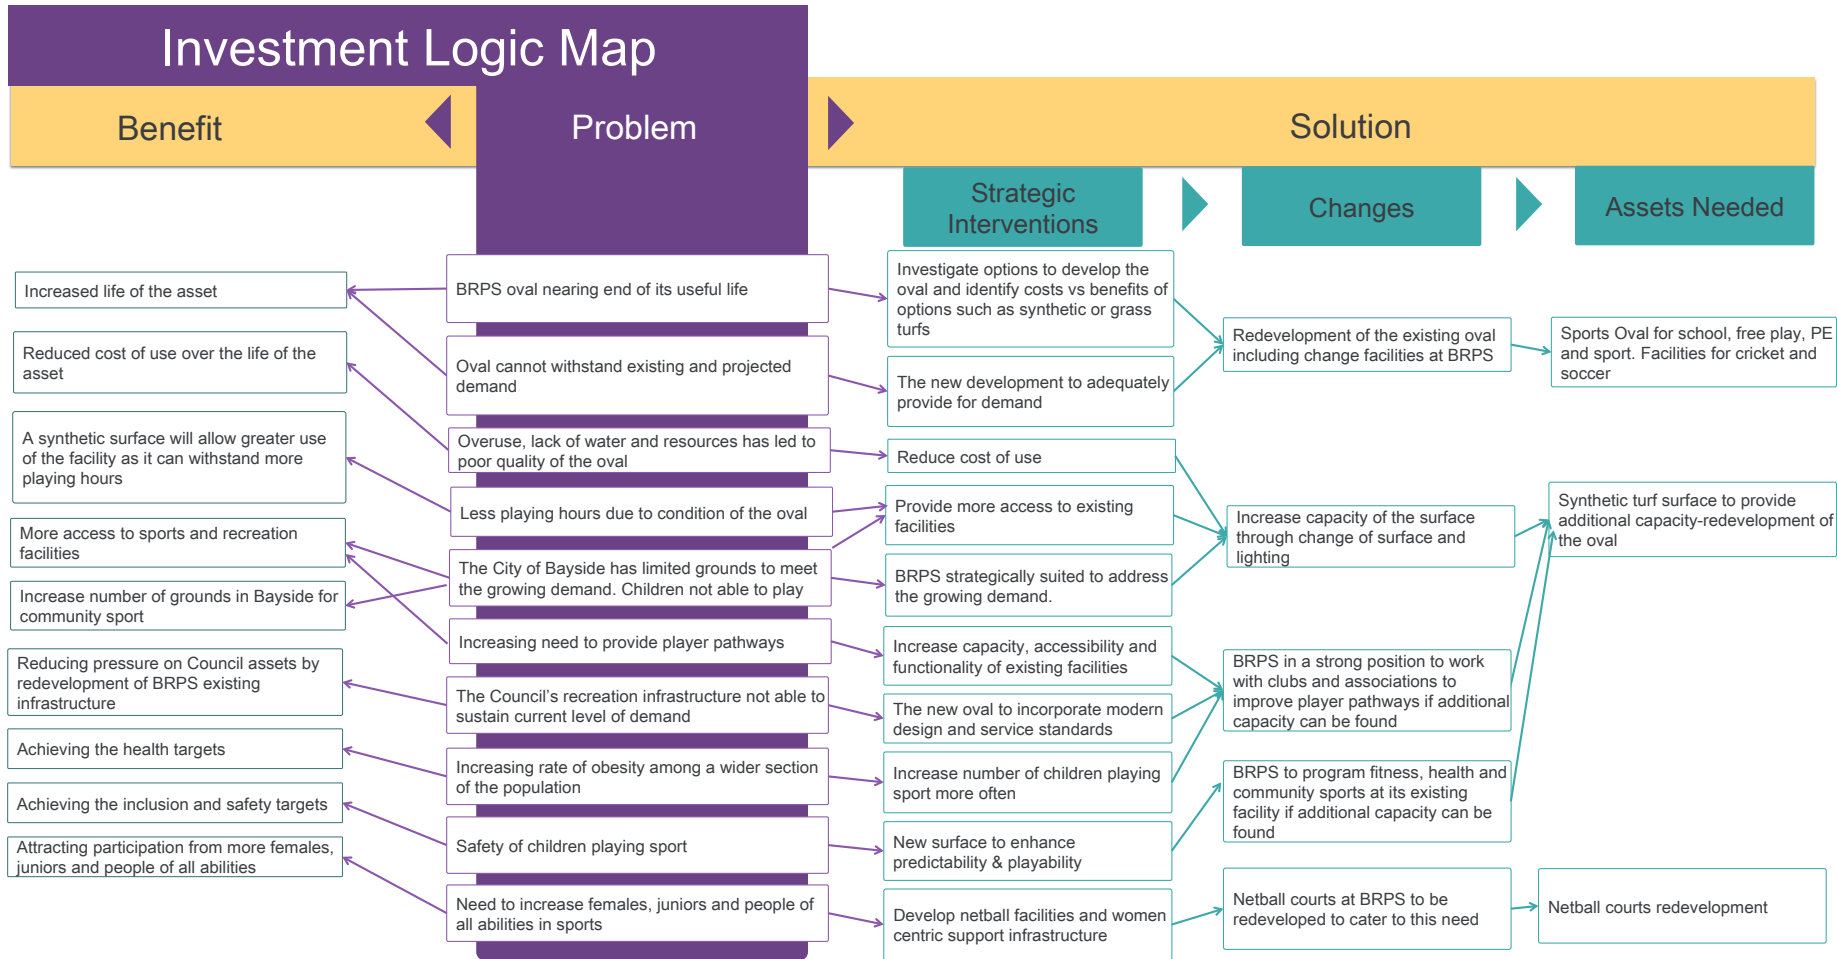 Investment Logic Map
Benefit
Problem
Solution
Strategic
Interventions
Changes
Assets Needed
Increased life of the asset
Reduced cost of use over the life of the
asset
A synthetic surface will allow greater use
of the facility as it can withstand more
playing hours
More access to sports and recreation
facilities
Increase number of grounds in Bayside for
community sport
Reducing pressure on Council assets by
redevelopment of BRPS existing
infrastructure
Achieving the health targets
Achieving the inclusion and safety targets
Attracting participation from more females,
juniors and people of all abilities
BRPS oval nearing end of its useful life
Oval cannot withstand existing and projected
demand
Overuse, lack of water and resources has led to
poor quality of the oval
Less playing hours due to condition of the oval
The City of Bayside has limited grounds to meet
the growing demand. Children not able to play
Increasing need to provide player pathways
The Council’s recreation infrastructure not able to
sustain current level of demand
Increasing rate of obesity among a wider section
of the population
Safety of children playing sport
Need to increase females, juniors and people of
all abilities in sports
Investigate options to develop the
oval and identify costs vs benefits of
options such as synthetic or grass
turfs
The new development to adequately
provide for demand
Reduce cost of use
Provide more access to existing
facilities
BRPS strategically suited to address
the growing demand.
Increase capacity, accessibility and
functionality of existing facilities
The new oval to incorporate modern
design and service standards
Increase number of children playing
sport more often
New surface to enhance
predictability & playability
Develop netball facilities and women
centric support infrastructure
Redevelopment of the existing oval
including change facilities at BRPS
Increase capacity of the surface
through change of surface and
lighting
BRPS in a strong position to work
with clubs and associations to
improve player pathways if additional
capacity can be found
BRPS to program fitness, health and
community sports at its existing
facility if additional capacity can be
found
Netball courts at BRPS to be
redeveloped to cater to this need
Sports Oval for school, free play, PE
and sport. Facilities for cricket and
soccer
Synthetic turf surface to provide
additional capacity-redevelopment of
the oval
Netball courts redevelopment